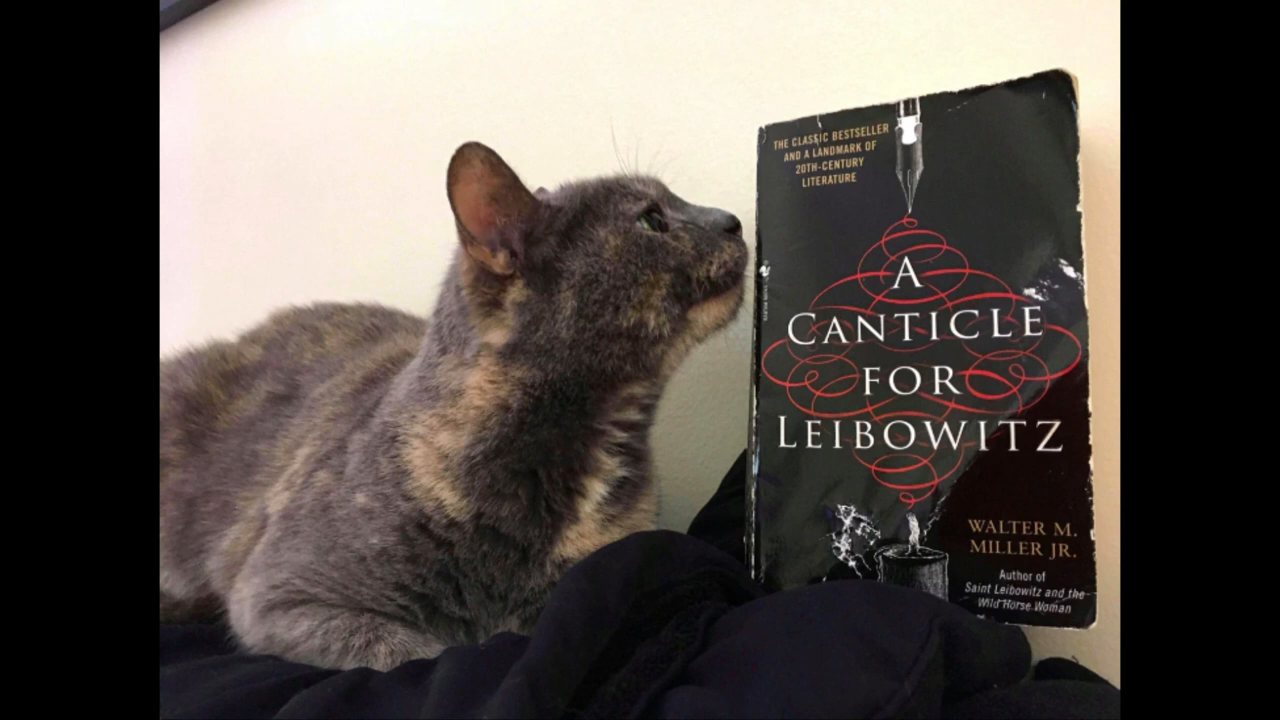 THE CLASSIC BESTSELLER
AND A LANDMARK OF
20TH-CENTURY
LITERATURE
A
CANTICLE
FOR
LEIBOWITZ
WALTER M.
MILLER JR.
Author of
Saint Leibowitz and the
Wild Horse Woman